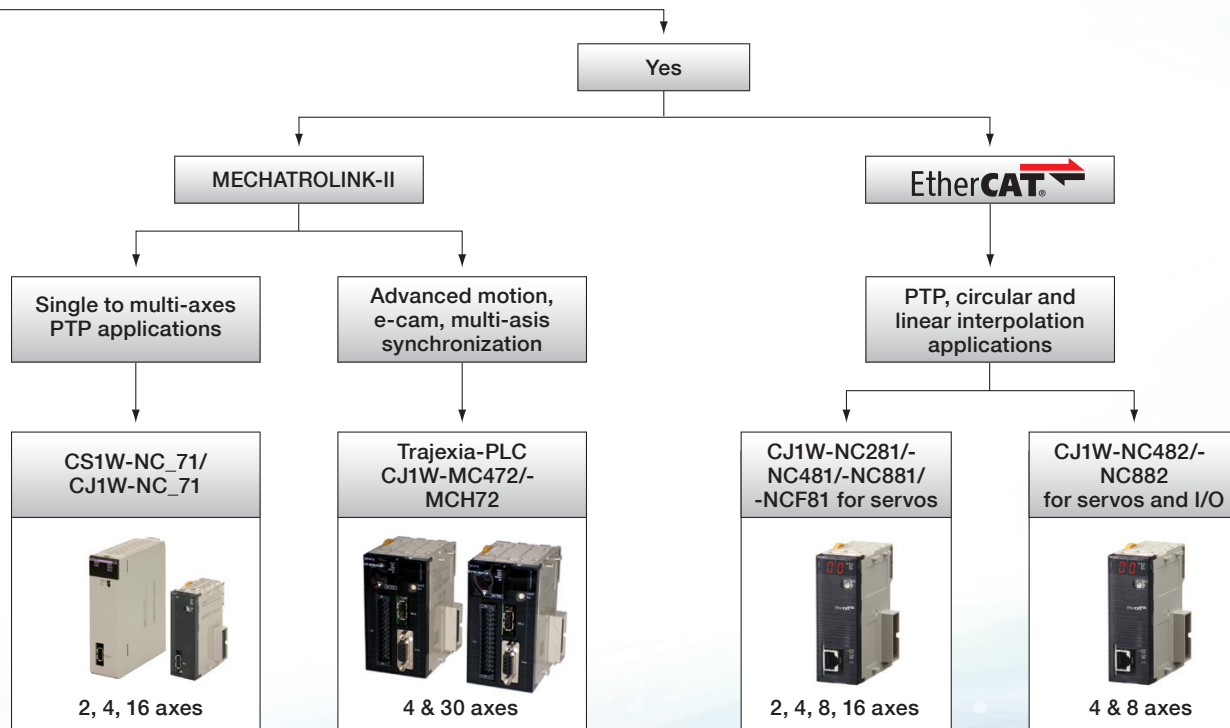 Yes
MECHATROLINK-II
EtherCAT®
Single to multi-axes
PTP applications
Advanced motion,
e-cam, multi-asis
synchronization
PTP, circular and
linear interpolation
applications
CS1W-NC_71/
CJ1W-NC_71
Trajexia-PLC
CJ1W-MC472/-
MCH72
CJ1W-NC281/-
NC481/-NC881/
-NCF81 for servos
CJ1W-NC482/-
NC882
for servos and I/O
2, 4, 16 axes
4 & 30 axes
2, 4, 8, 16 axes
4 & 8 axes